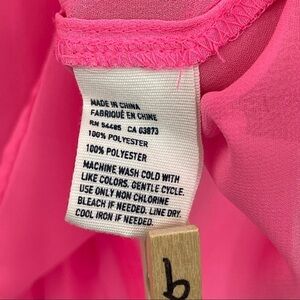 MADE IN CHINA
FABRIQUÉ EN CHINE
RN 54485 CA 03873
100% POLYESTER
100% POLYESTER
MACHINE WASH COLD WITH
LIKE COLORS. GENTLE CYCLE.
USE ONLY NON CHLORINE
BLEACH IF NEEDED. LINE DRY.
COOL IRON IF NEEDED.